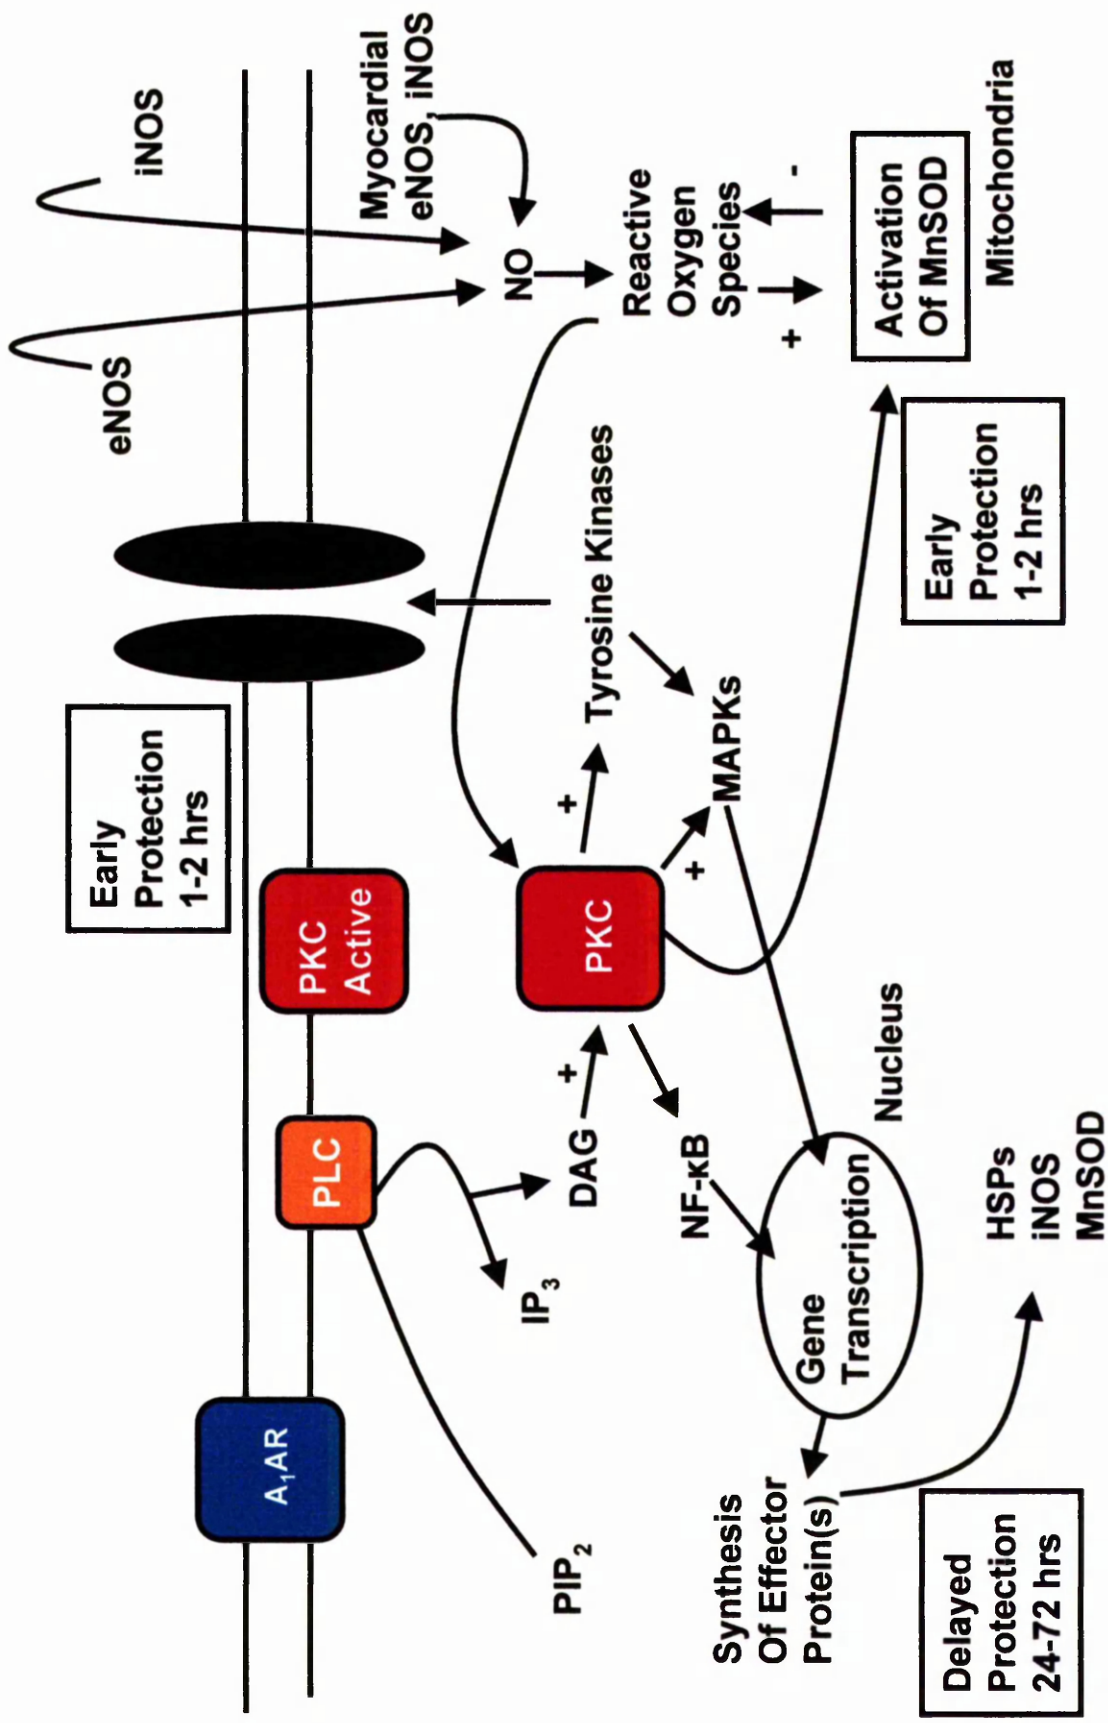 eNOS
iNOS
Early
Protection
1-2 hrs
A₁AR
PLC
PKC
Active
Myocardial
eNOS, iNOS
NO
PIP₂
IP₃
DAG
+
PKC
+
Tyrosine Kinases
Reactive
Oxygen
Species
NF-κB
+
MAPKs
+
-
Synthesis
Of Effector
Protein(s)
Gene
Transcription
Nucleus
Activation
Of MnSOD
Mitochondria
Early
Protection
1-2 hrs
Delayed
Protection
24-72 hrs
HSPs
iNOS
MnSOD